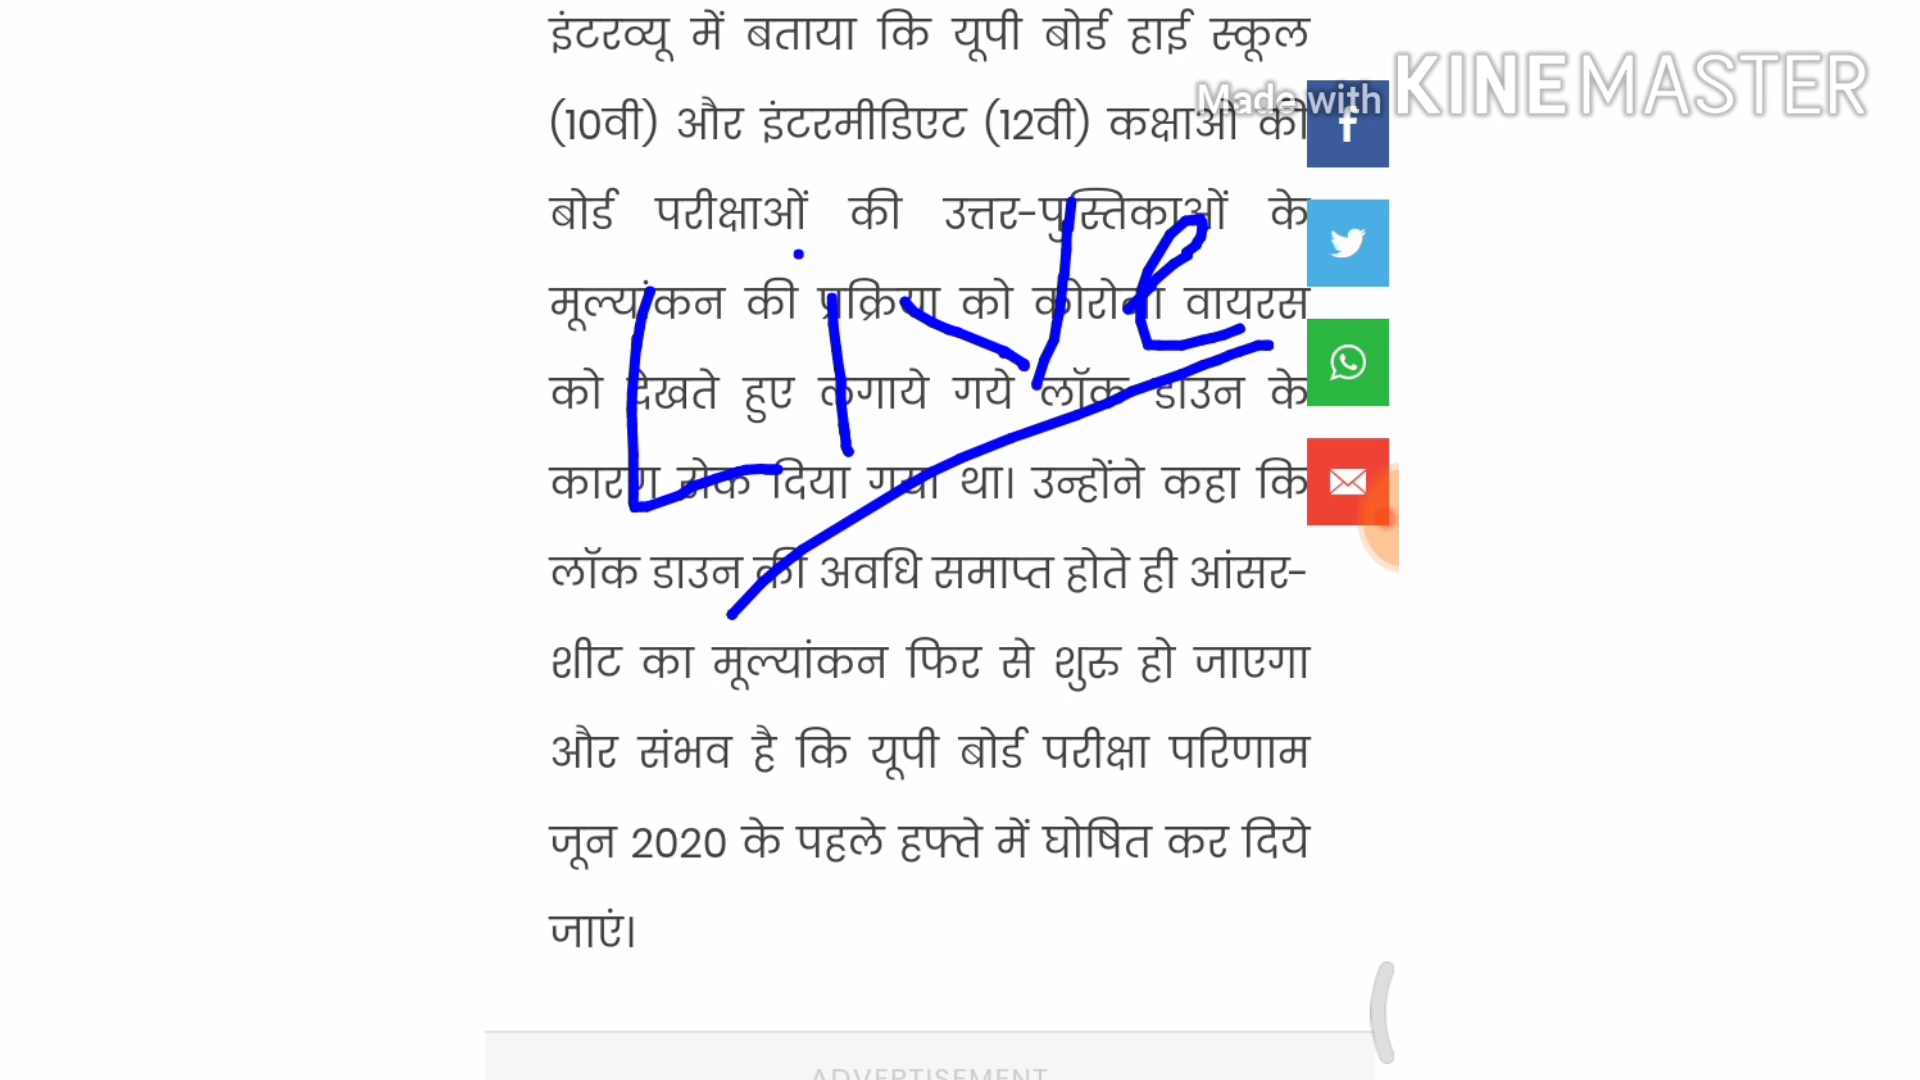 इंटरव्यू में बताया कि यूपी बोर्ड हाई स्कूल
Made with KINEMASTER
(10वी) और इंटरमीडिएट (12वी) कक्षाओं की
बोर्ड परीक्षाओं की उत्तर-पुस्तिकाओं के
मूल्यांकन की प्रक्रिया को कोरोना वायरस
को देखते हुए लगाये गये लॉक डाउन के
कारण रोक दिया गया था। उन्होंने कहा कि
Live
लॉक डाउन की अवधि समाप्त होते ही आंसर-
शीट का मूल्यांकन फिर से शुरु हो जाएगा
और संभव है कि यूपी बोर्ड परीक्षा परिणाम
जून 2020 के पहले हफ्ते में घोषित कर दिये
जाएं।
ADVERTISEMENT